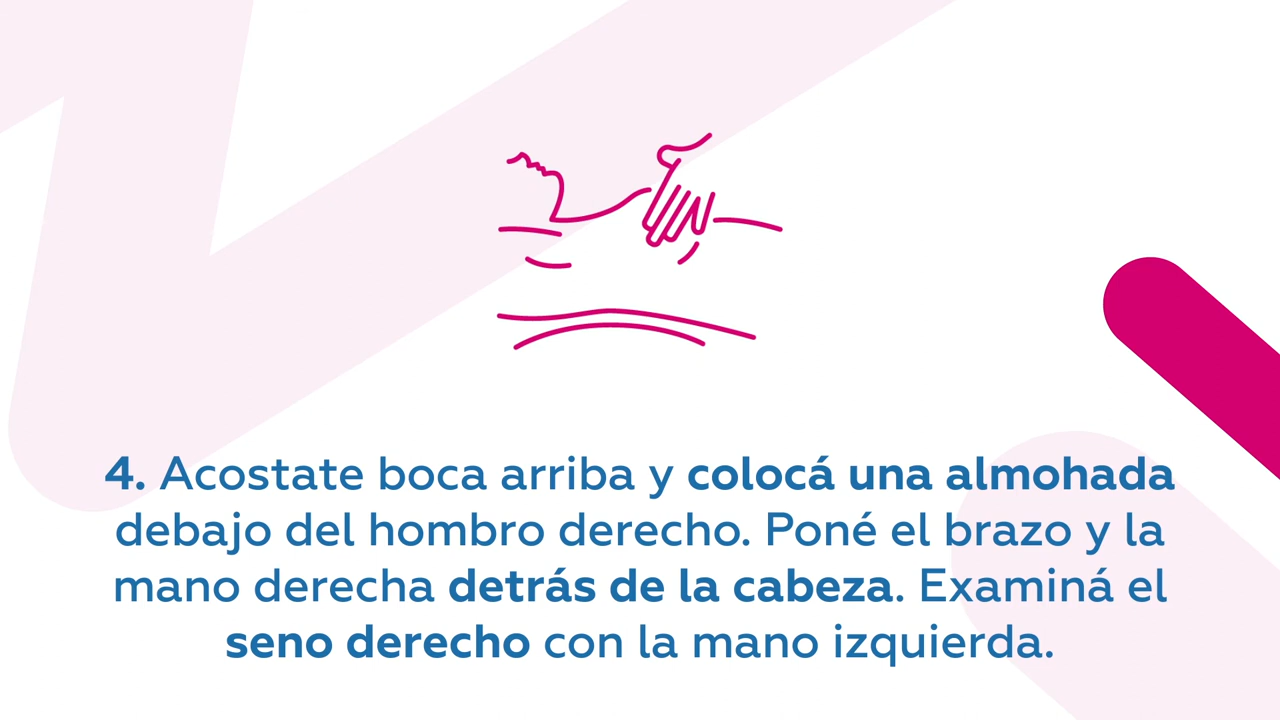 4. Acostate boca arriba y colocá una almohada
debajo del hombro derecho. Poné el brazo y la
mano derecha detrás de la cabeza. Examiná el
seno derecho con la mano izquierda.